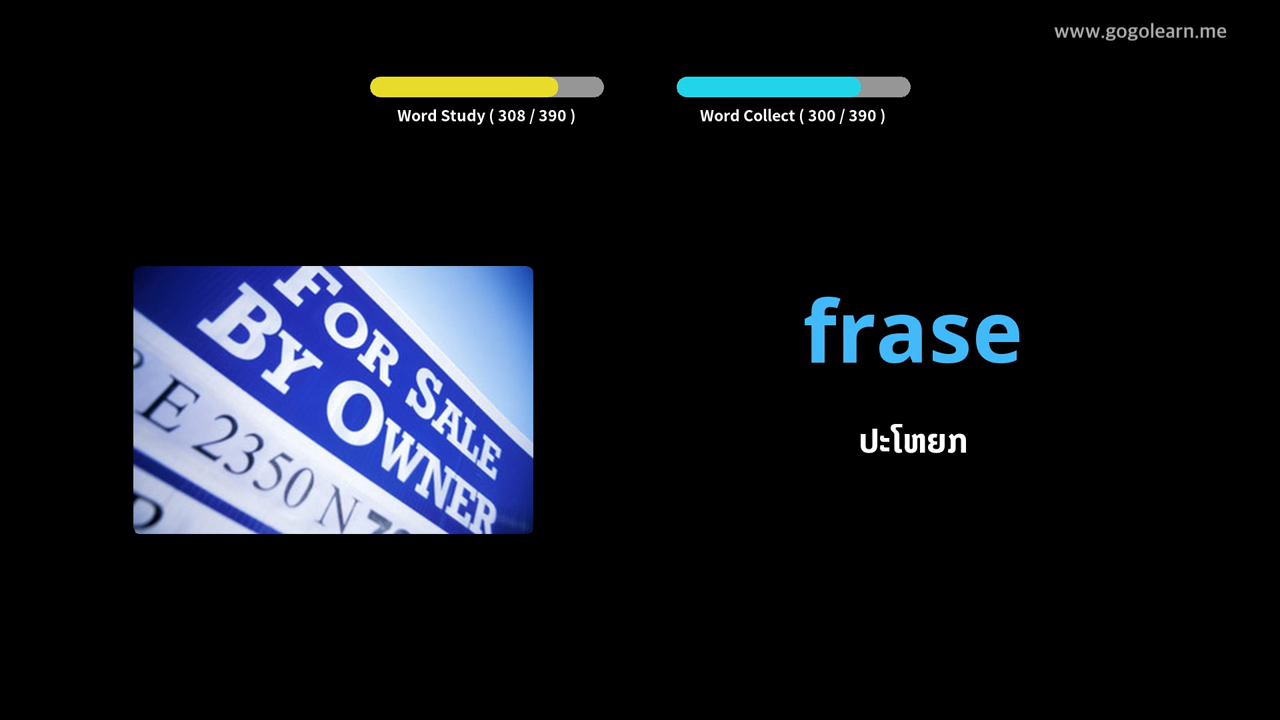 www.gogolearn.me
Word Study ( 308 / 390 )
Word Collect ( 300 / 390 )
FOR SALE
BY OWNER
E 2350 N
frase
ປະໂຫຍກ